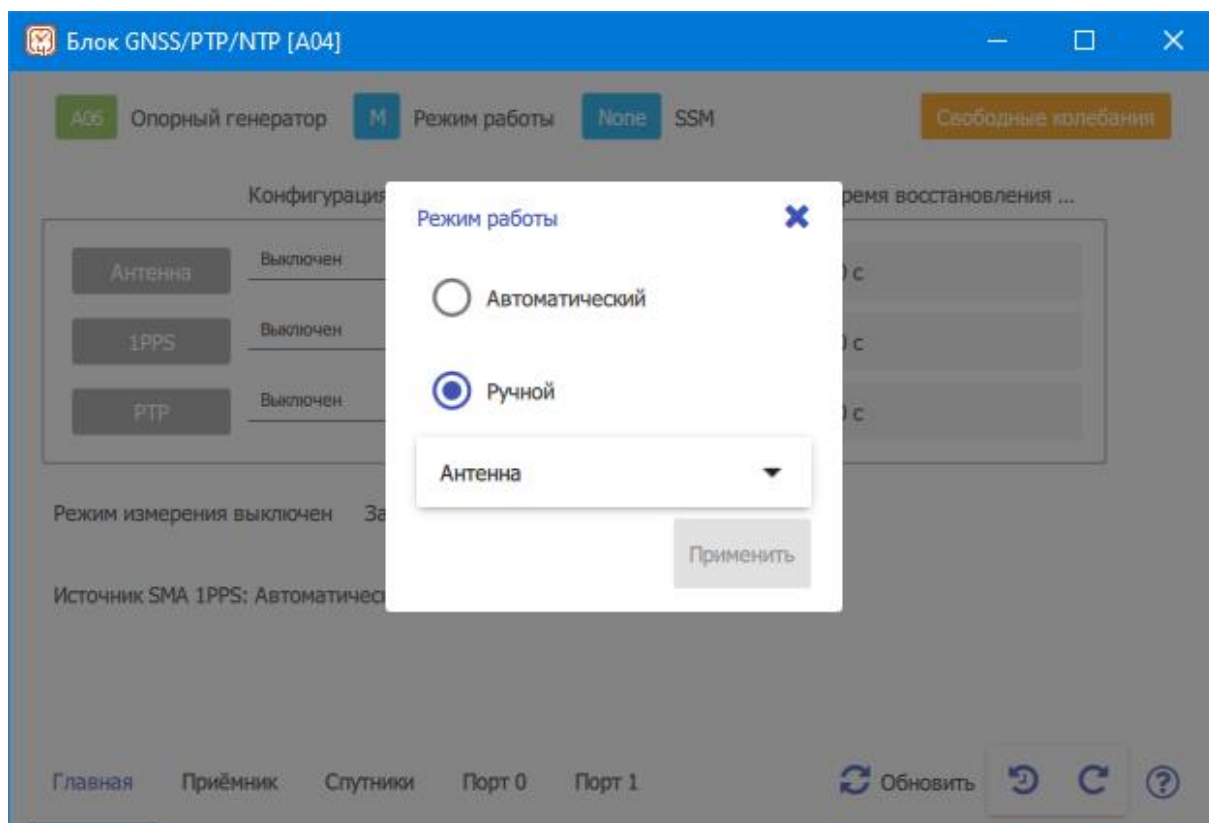 Блок GNSS/PTP/NTP [A04]
A06 Опорный генератор M Режим работы None SSM Свободные колебания
Конфигурация ремя восстановления ...
Режим работы
Антенна Выключен с
Автоматический
1PPS Выключен с
Ручной
PTP Выключен с
Антенна
Режим измерения выключен За
Применить
Источник SMA 1PPS: Автоматичес
Главная Приёмник Спутники Порт 0 Порт 1 Обновить